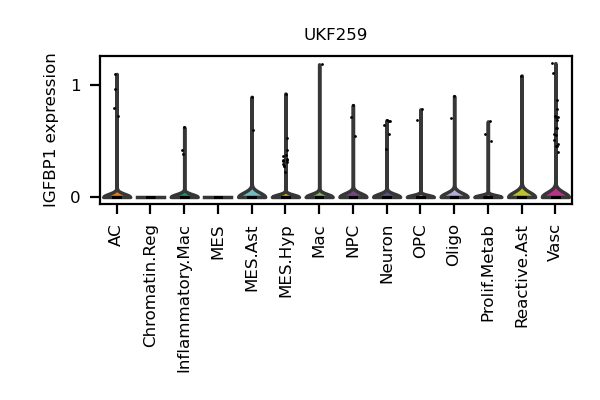 UKF259
IGFBP1 expression
1
0
AC
Chromatin.Reg
Inflammatory.Mac
MES
MES.Ast
MES.Hyp
Mac
NPC
Neuron
OPC
Oligo
Prolif.Metab
Reactive.Ast
Vasc